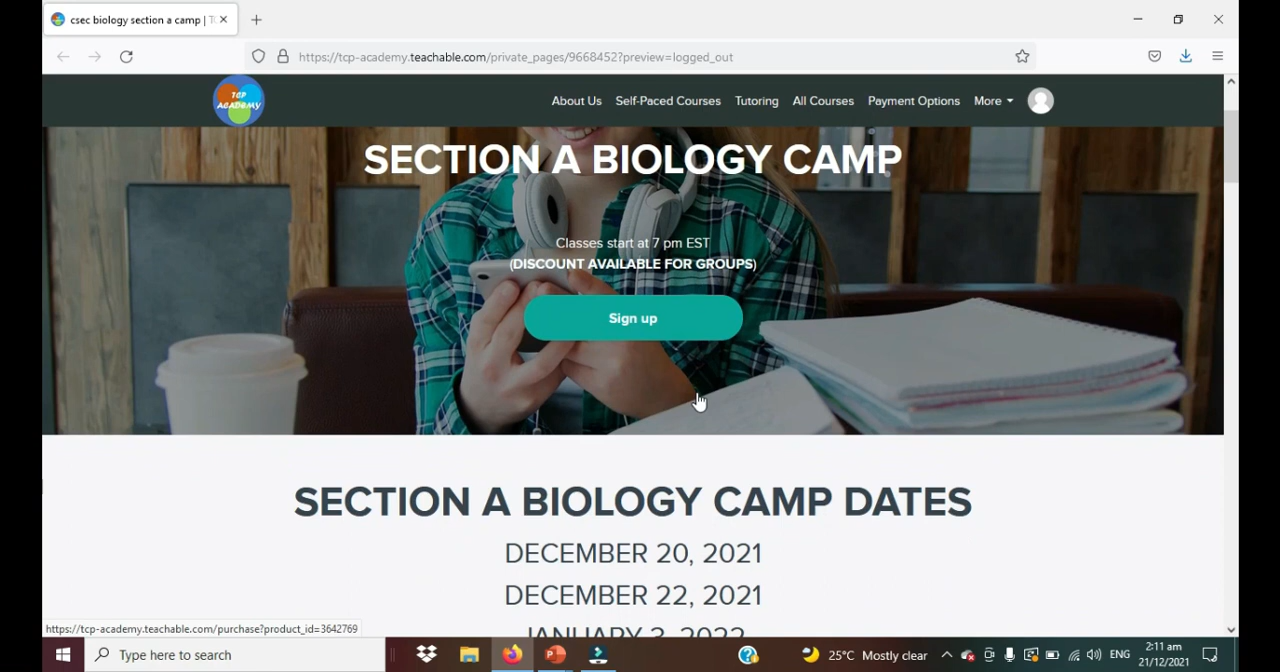 csec biology section a camp | T
https://tcp-academy.teachable.com/private_pages/9668452?preview=logged_out
TCP
ACADEMY
About Us Self-Paced Courses Tutoring All Courses Payment Options More
SECTION A BIOLOGY CAMP
Classes start at 7 pm EST
(DISCOUNT AVAILABLE FOR GROUPS)
Sign up
SECTION A BIOLOGY CAMP DATES
DECEMBER 20, 2021
DECEMBER 22, 2021
JANUARY 3, 2022
https://tcp-academy.teachable.com/purchase?product_id=3642769
Type here to search
25°C Mostly clear
ENG
2:11 am
21/12/2021